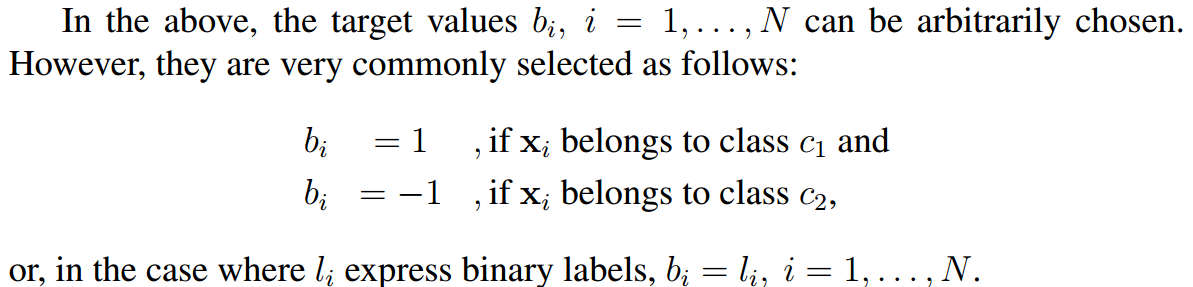 In the above, the target values bᵢ, i = 1, . . . , N can be arbitrarily chosen.
However, they are very commonly selected as follows:
bᵢ = 1 , if xᵢ belongs to class c₁ and
bᵢ = −1 , if xᵢ belongs to class c₂,
or, in the case where lᵢ express binary labels, bᵢ = lᵢ, i = 1, . . . , N.